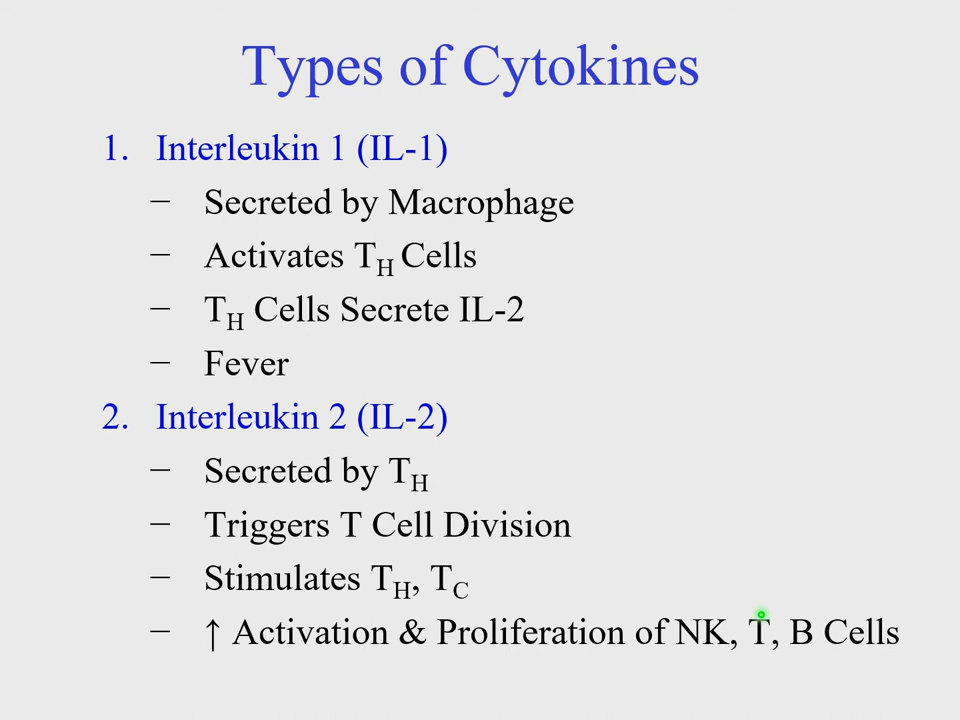 Types of Cytokines
1. Interleukin 1 (IL-1)
– Secreted by Macrophage
– Activates TH Cells
– TH Cells Secrete IL-2
– Fever
2. Interleukin 2 (IL-2)
– Secreted by TH
– Triggers T Cell Division
– Stimulates TH, TC
– ↑ Activation & Proliferation of NK, T, B Cells